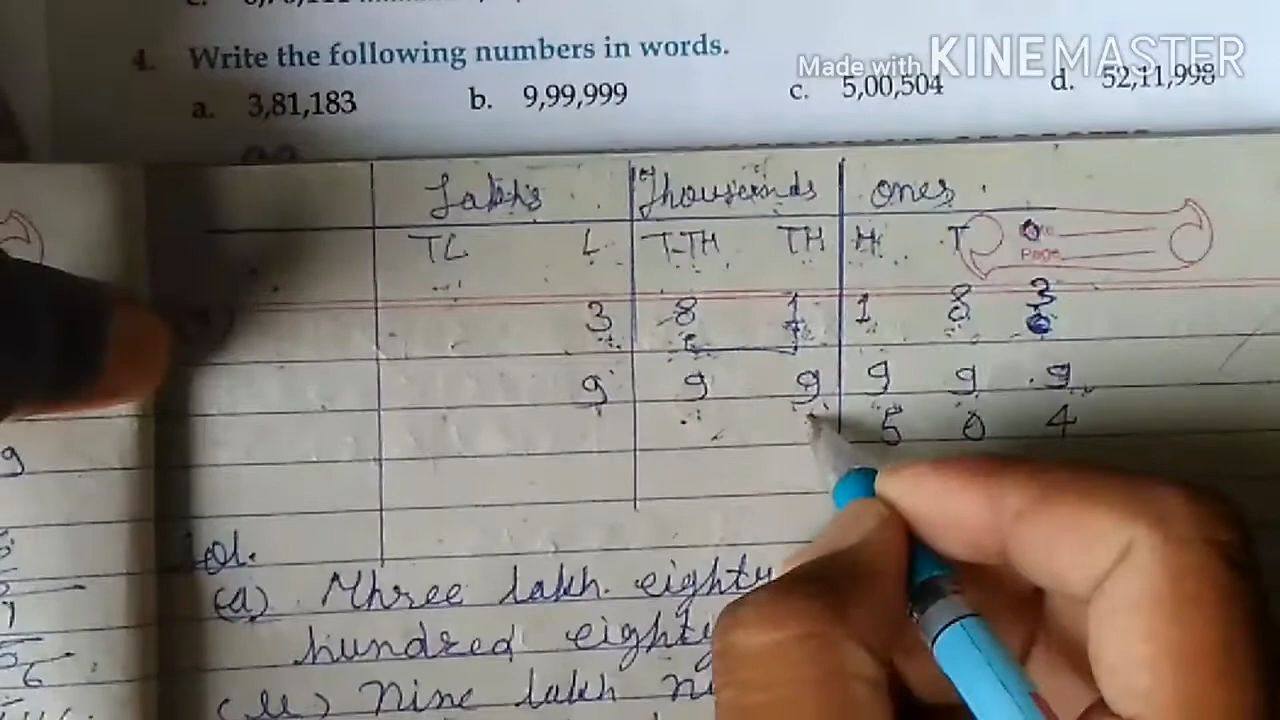 4. Write the following numbers in words.
Made with KINEMASTER
a. 3,81,183 b. 9,99,999 c. 5,00,504 d. 52,11,998
Lakhs Thousands ones
TL L T-TH TH H T O
Page
3 8 1 1 8 3
9 9 9 9 9 9
5 0 4
9
Sol.
(a) Three lakh eighty
hundred eighty
Nine lakh